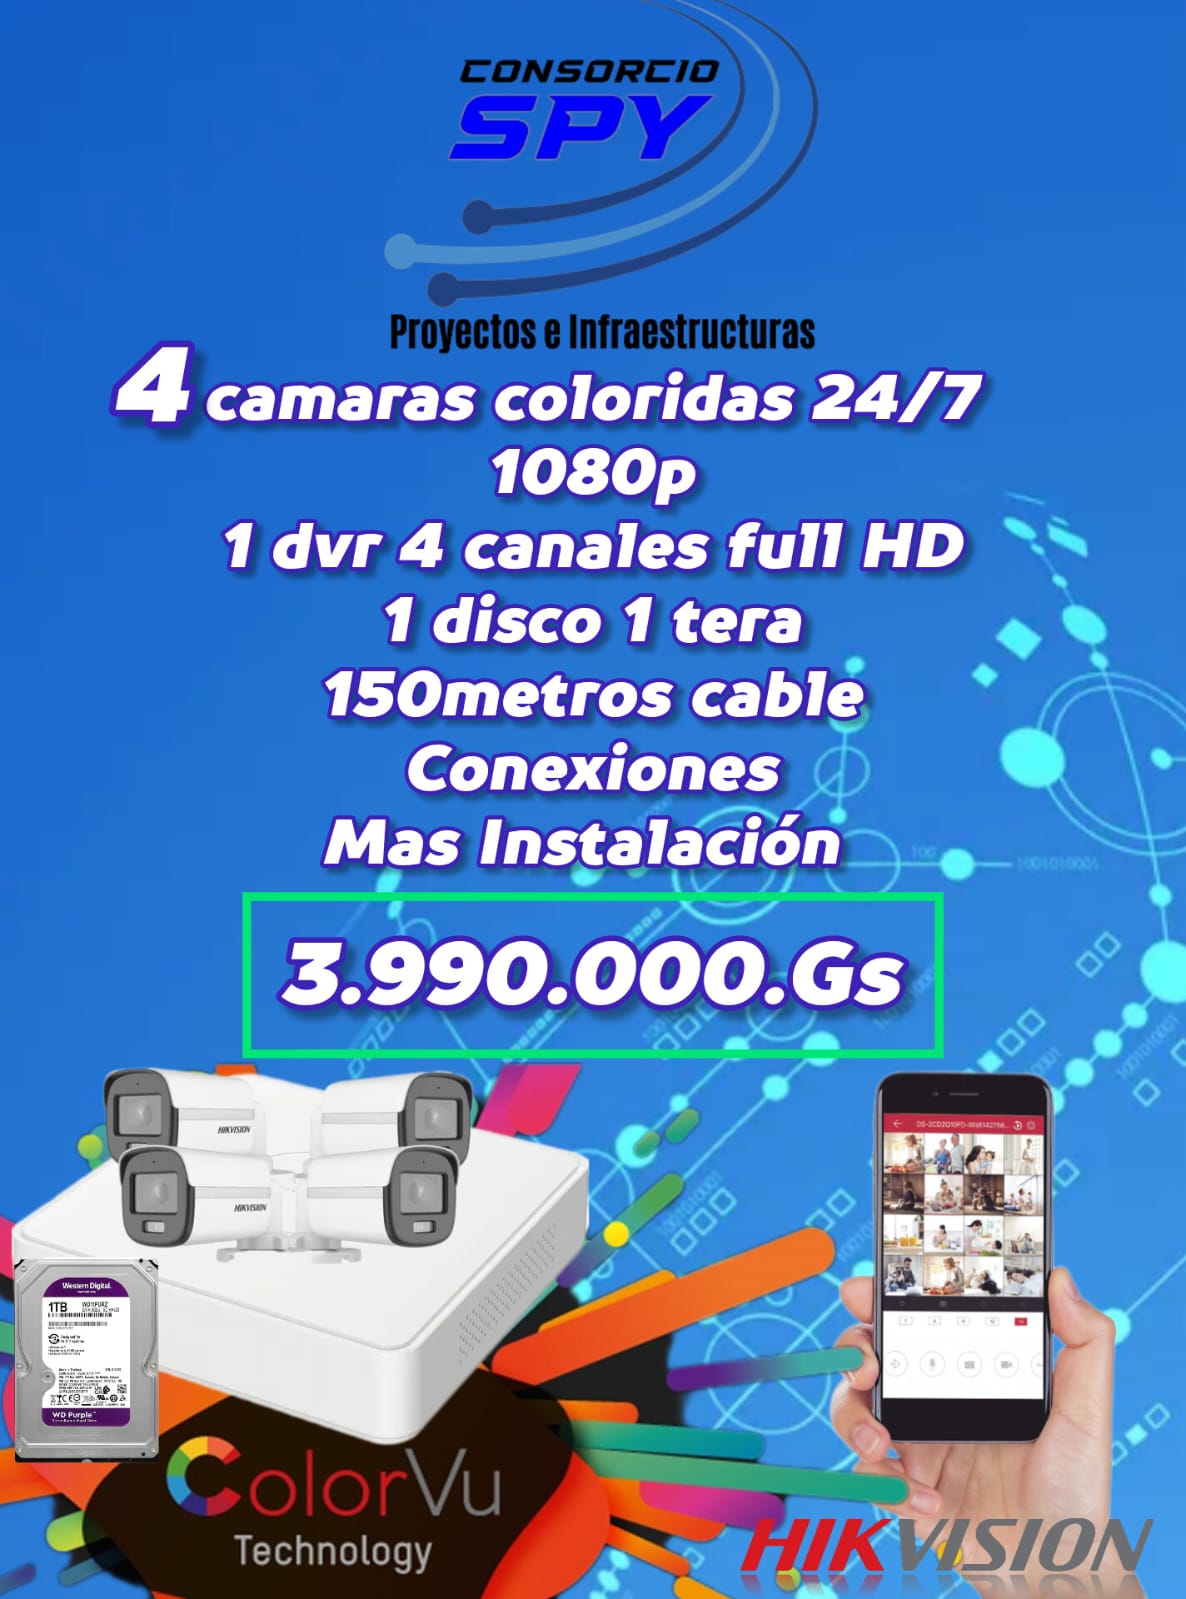 CONSORCIO
SPY
Proyectos e Infraestructuras
4 camaras coloridas 24/7
1080p
1 dvr 4 canales full HD
1 disco 1 tera
150metros cable
Conexiones
Mas Instalación
3.990.000.Gs
HIKVISION
HIKVISION
Western Digital
1TB
WD11PURZ
WD Purple
ColorVu
Technology
HIKVISION